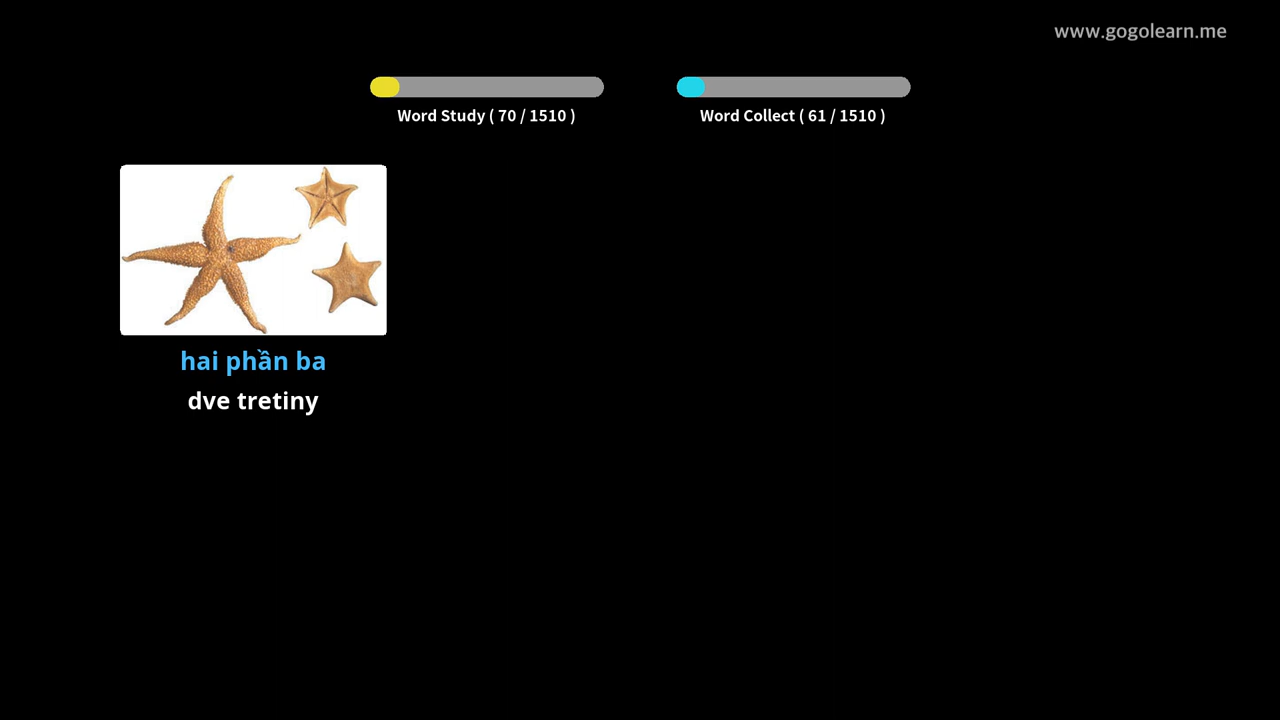 www.gogolearn.me
Word Study ( 70 / 1510 )
Word Collect ( 61 / 1510 )
hai phần ba
dve tretiny